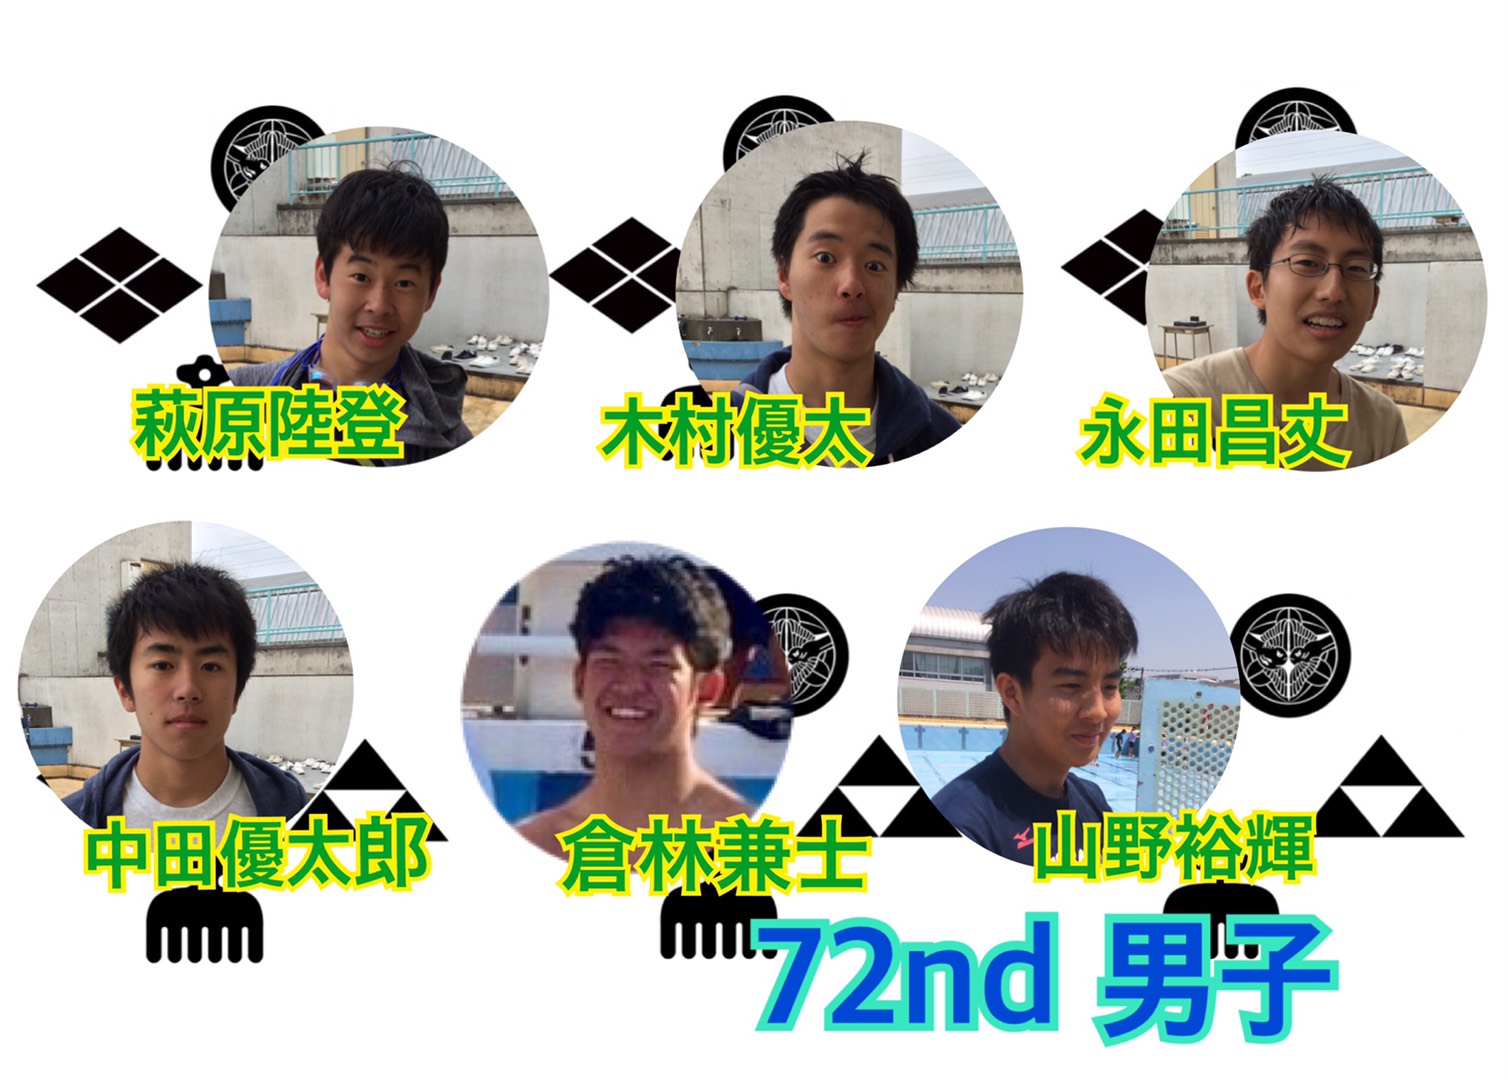 萩原陸登
木村優太
永田昌丈
中田優太郎
倉林兼士
山野裕輝
72nd 男子